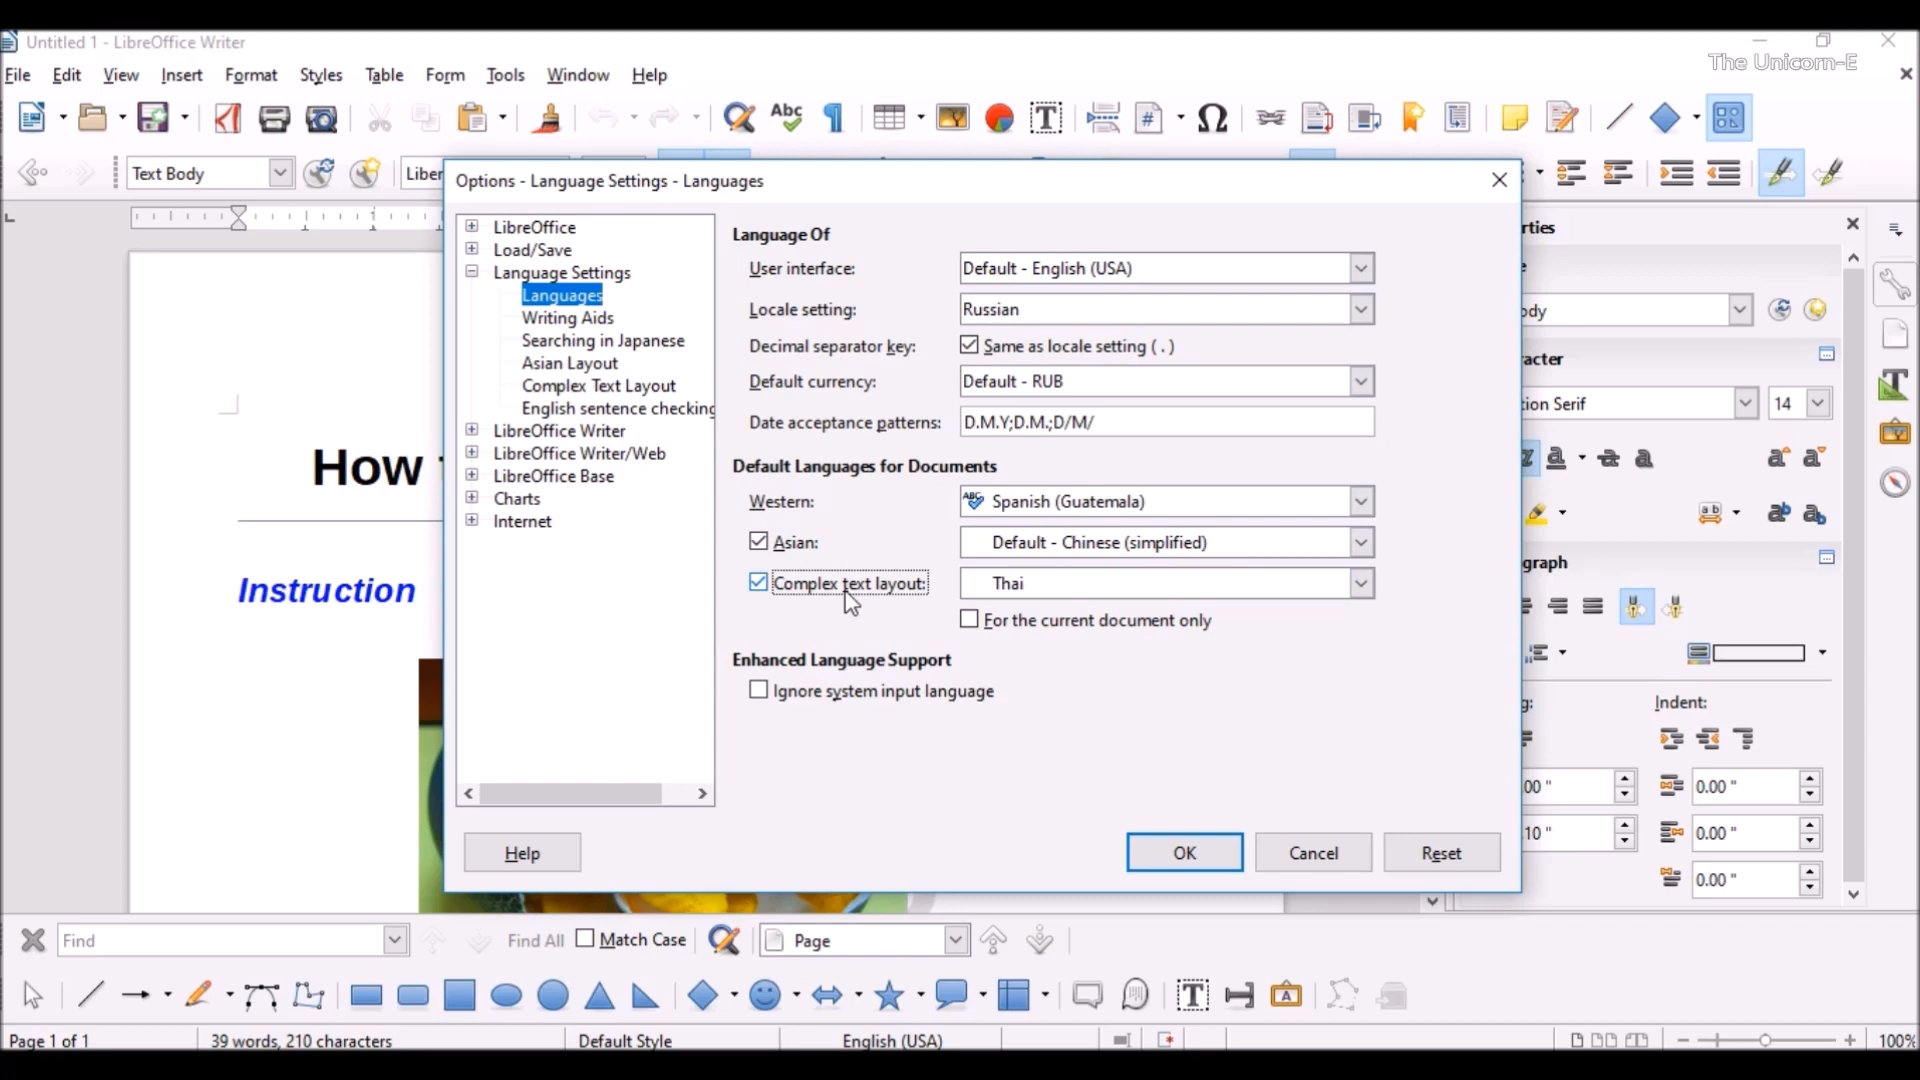 Untitled 1 - LibreOffice Writer
The Unicorn-E
File Edit View Insert Format Styles Table Form Tools Window Help
Text Body
Liber
Options - Language Settings - Languages
LibreOffice
Load/Save
Language Settings
Languages
Writing Aids
Searching in Japanese
Asian Layout
Complex Text Layout
English sentence checking
LibreOffice Writer
LibreOffice Writer/Web
LibreOffice Base
Charts
Internet
Language Of
User interface: Default - English (USA)
Locale setting: Russian
Decimal separator key: Same as locale setting ( . )
Default currency: Default - RUB
Date acceptance patterns: D.M.Y;D.M.;D/M/
Default Languages for Documents
Western: Spanish (Guatemala)
Asian: Default - Chinese (simplified)
Complex text layout: Thai
For the current document only
Enhanced Language Support
Ignore system input language
Help OK Cancel Reset
How
Instruction
rties
ody
acter
tion Serif 14
graph
g: Indent:
00 " 0.00 "
10 " 0.00 "
0.00 "
Find Find All Match Case Page
Page 1 of 1 39 words, 210 characters Default Style English (USA) 100%